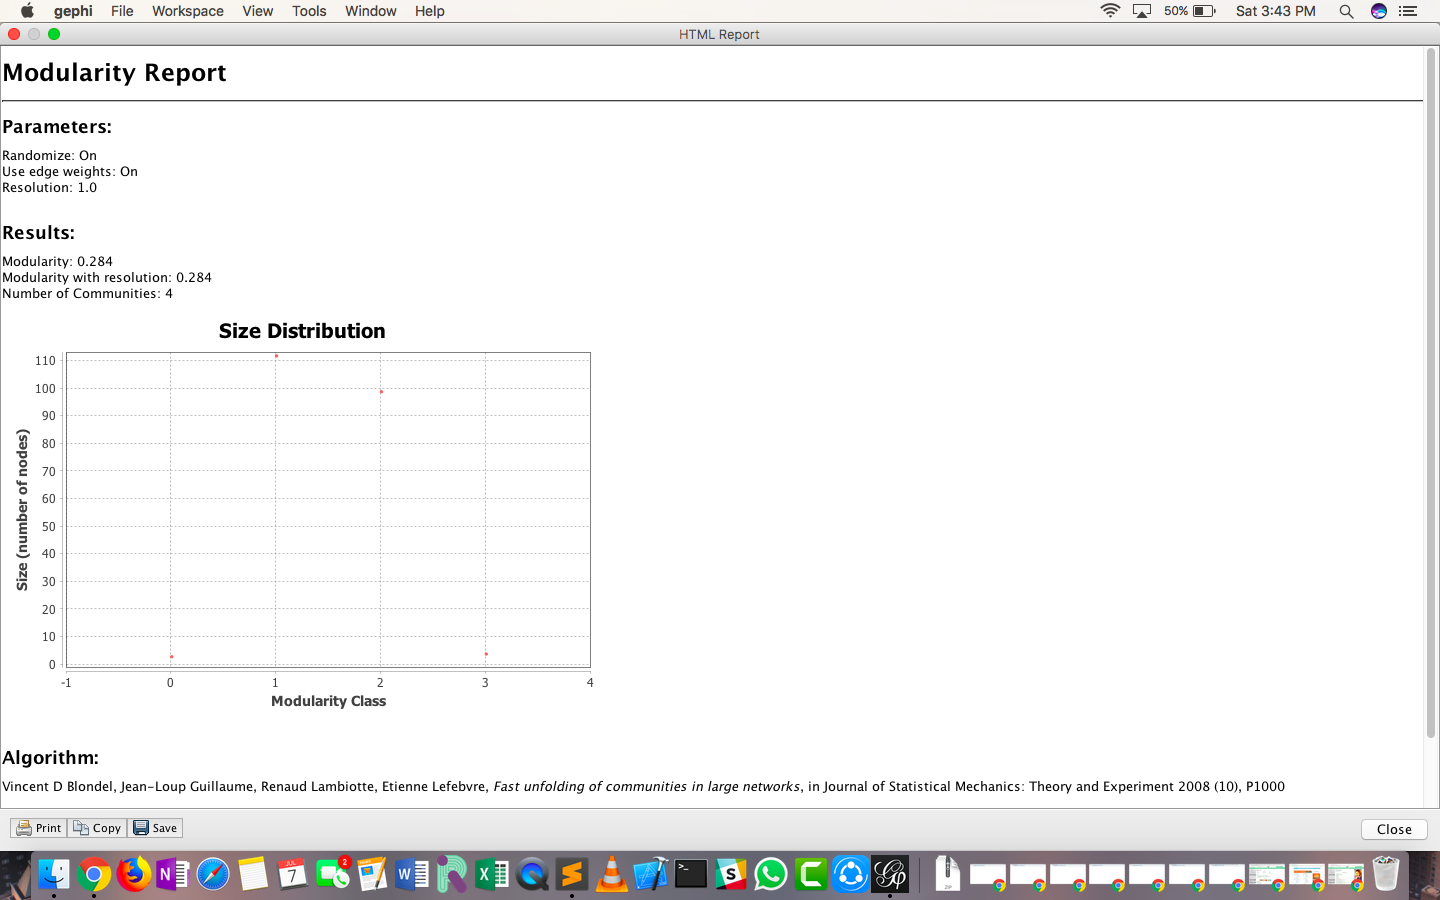 gephi File Workspace View Tools Window Help 50% Sat 3:43 PM
HTML Report
Modularity Report
Parameters:
Randomize: On
Use edge weights: On
Resolution: 1.0
Results:
Modularity: 0.284
Modularity with resolution: 0.284
Number of Communities: 4
Size Distribution
110
100
90
80
70
60
50
40
30
20
10
0
Size (number of nodes)
-1 0 1 2 3 4
Modularity Class
Algorithm:
Vincent D Blondel, Jean-Loup Guillaume, Renaud Lambiotte, Etienne Lefebvre, Fast unfolding of communities in large networks, in Journal of Statistical Mechanics: Theory and Experiment 2008 (10), P1000
Print Copy Save
Close
JUL
7
2
ZIP